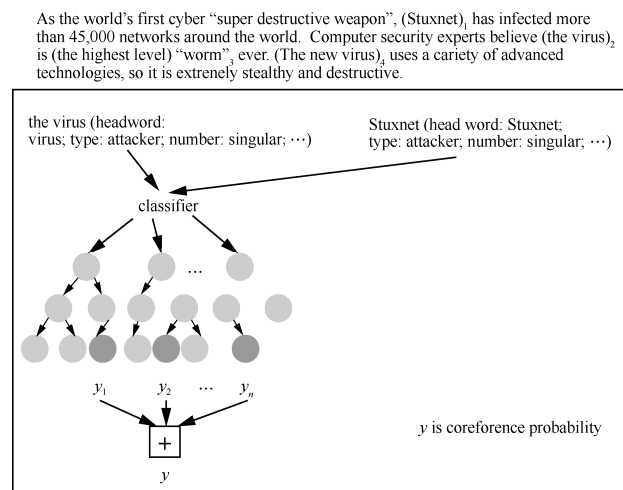 As the world's first cyber “super destructive weapon”, (Stuxnet)1 has infected more
than 45,000 networks around the world. Computer security experts believe (the virus)2
is (the highest level) “worm”3 ever. (The new virus)4 uses a cariety of advanced
technologies, so it is extrenely stealthy and destructive.
the virus (headword:
virus; type: attacker; number: singular; ⋯)
Stuxnet (head word: Stuxnet;
type: attacker; number: singular; ⋯)
classifier
...
y1 y2 ... yn
+
y
y is coreforence probability